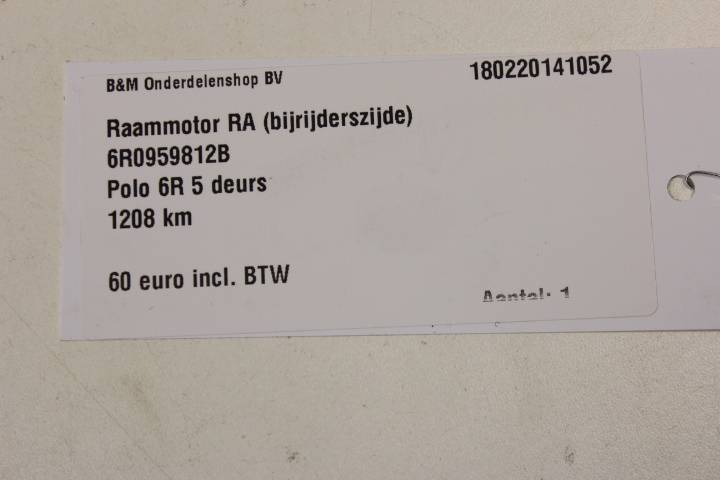 B&M Onderdelenshop BV
180220141052
Raammotor RA (bijrijderszijde)
6R0959812B
Polo 6R 5 deurs
1208 km
60 euro incl. BTW
Aantal: 1